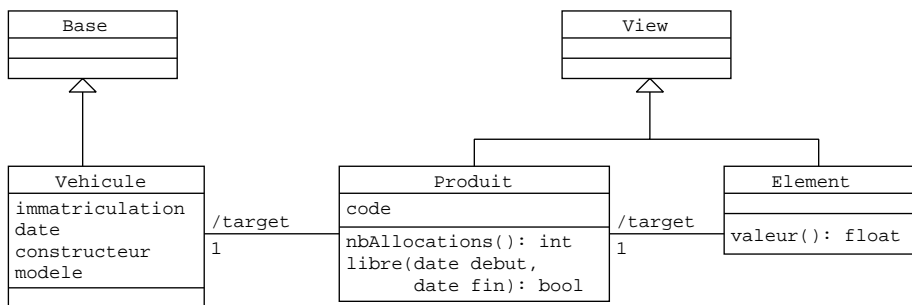 Base
View
Vehicule
immatriculation
date
constructeur
modele
/target
1
Produit
code
nbAllocations(): int
libre(date debut,
date fin): bool
/target
1
Element
valeur(): float